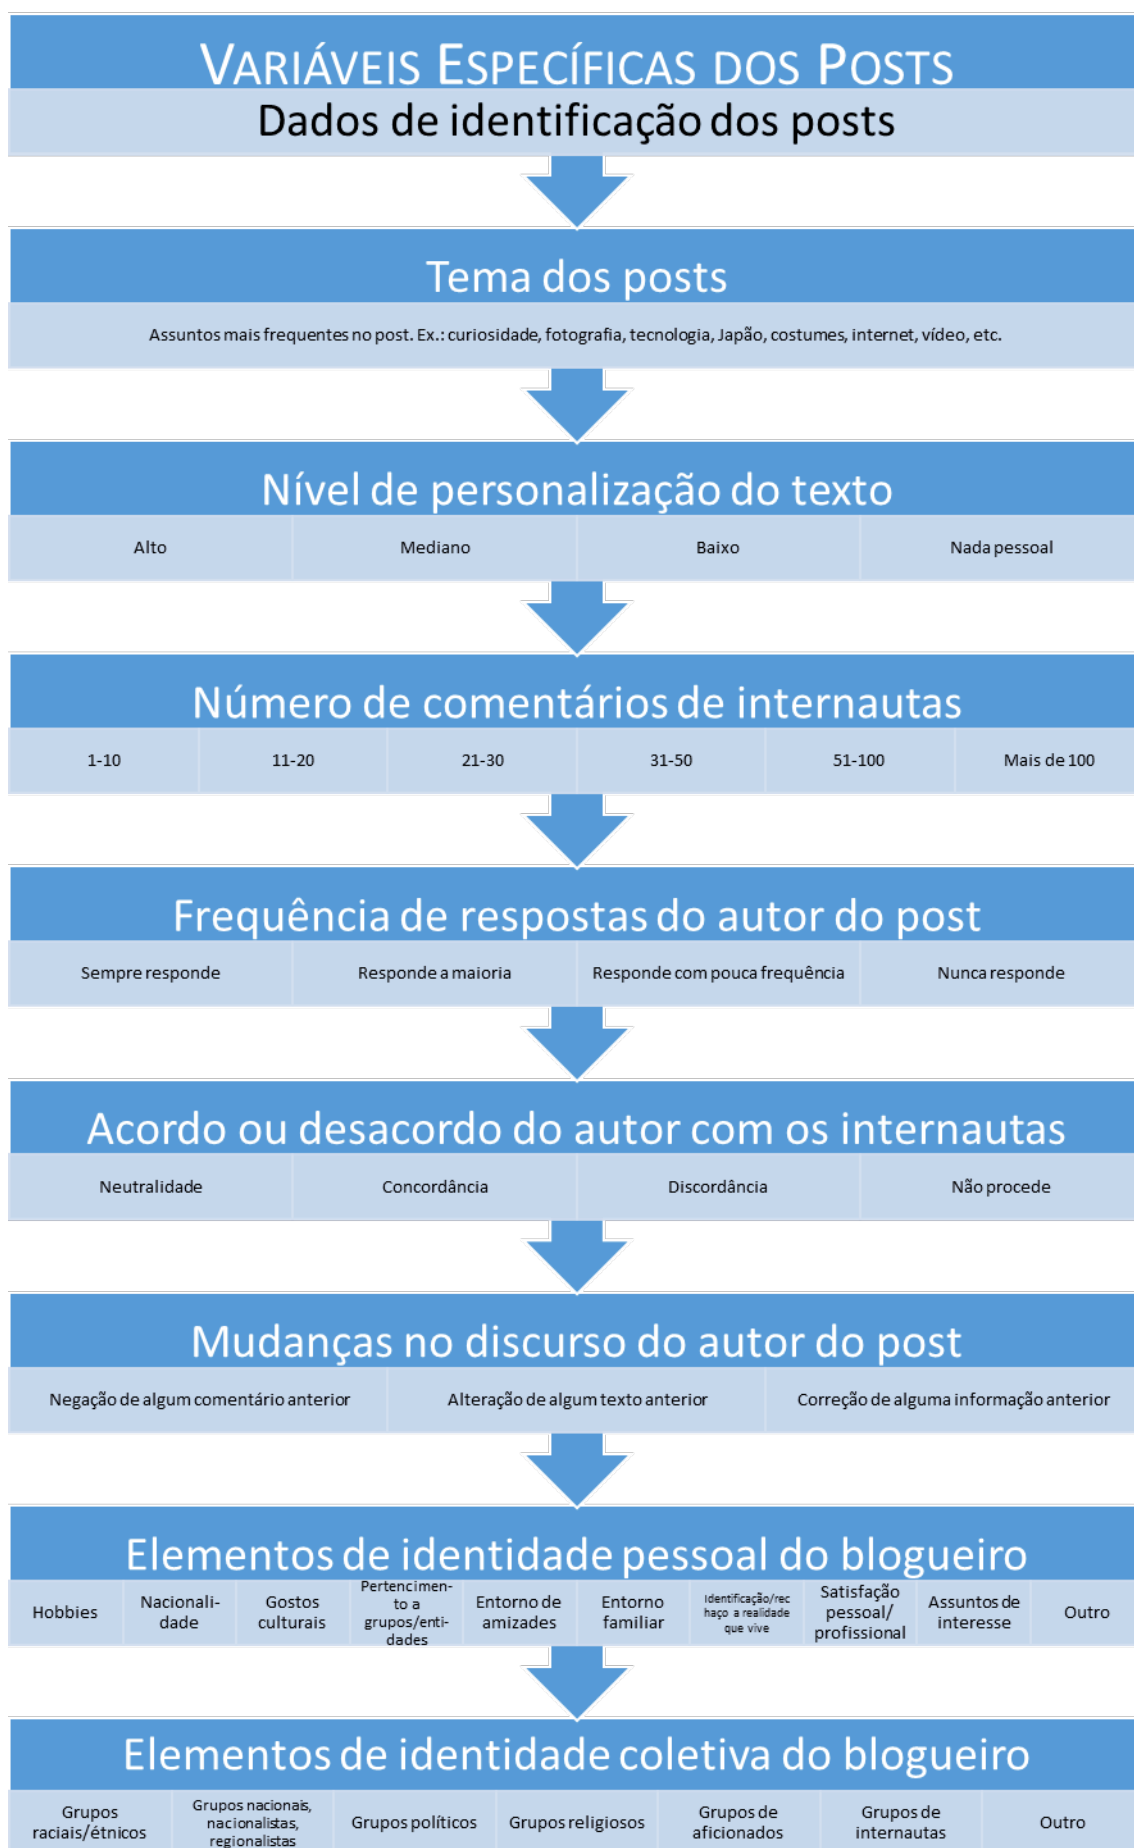 VARIÁVEIS ESPECÍFICAS DOS POSTS
Dados de identificação dos posts
Tema dos posts
Assuntos mais frequentes no post. Ex.: curiosidade, fotografia, tecnologia, Japão, costumes, internet, vídeo, etc.
Nível de personalização do texto
Alto Mediano Baixo Nada pessoal
Número de comentários de internautas
1-10 11-20 21-30 31-50 51-100 Mais de 100
Frequência de respostas do autor do post
Sempre responde Responde a maioria Responde com pouca frequência Nunca responde
Acordo ou desacordo do autor com os internautas
Neutralidade Concordância Discordância Não procede
Mudanças no discurso do autor do post
Negação de algum comentário anterior Alteração de algum texto anterior Correção de alguma informação anterior
Elementos de identidade pessoal do blogueiro
Hobbies
Nacionali-
dade
Gostos
culturais
Pertencimen-
to a
grupos/enti-
dades
Entorno de
amizades
Entorno
familiar
Identificação/rec
haço a realidade
que vive
Satisfação
pessoal/
profissional
Assuntos de
interesse
Outro
Elementos de identidade coletiva do blogueiro
Grupos
raciais/étnicos
Grupos nacionais,
nacionalistas,
regionalistas
Grupos políticos
Grupos religiosos
Grupos de
aficionados
Grupos de
internautas
Outro